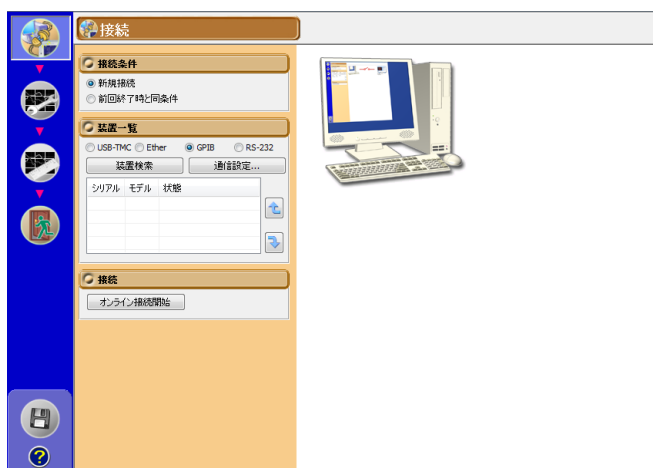 接続
接続条件
新規接続
前回終了時と同条件
装置一覧
USB-TMC Ether GPIB RS-232
装置検索 通信設定...
シリアル モデル 状態
接続
オンライン接続開始
?